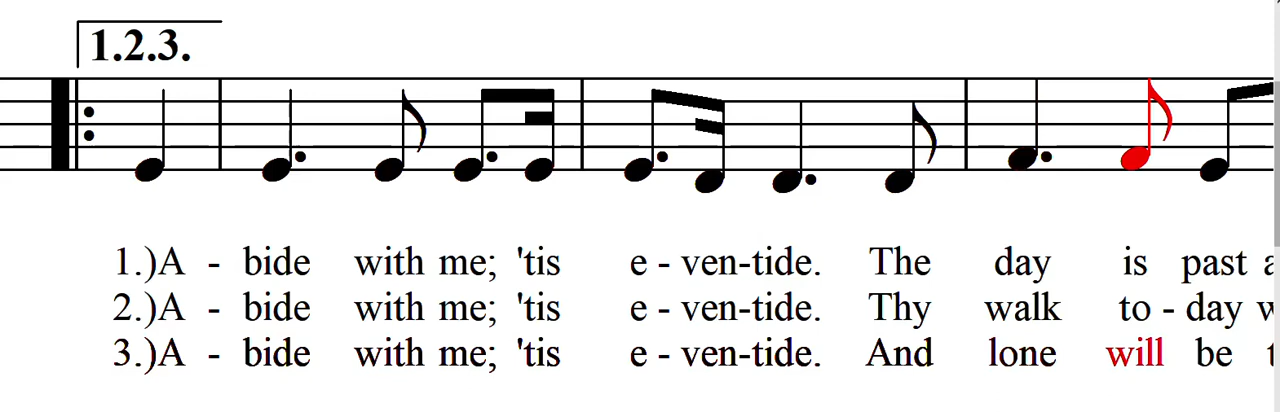 1.2.3.
1.)A - bide with me; 'tis e - ven-tide. The day is past
2.)A - bide with me; 'tis e - ven-tide. Thy walk to - day
3.)A - bide with me; 'tis e - ven-tide. And lone will be